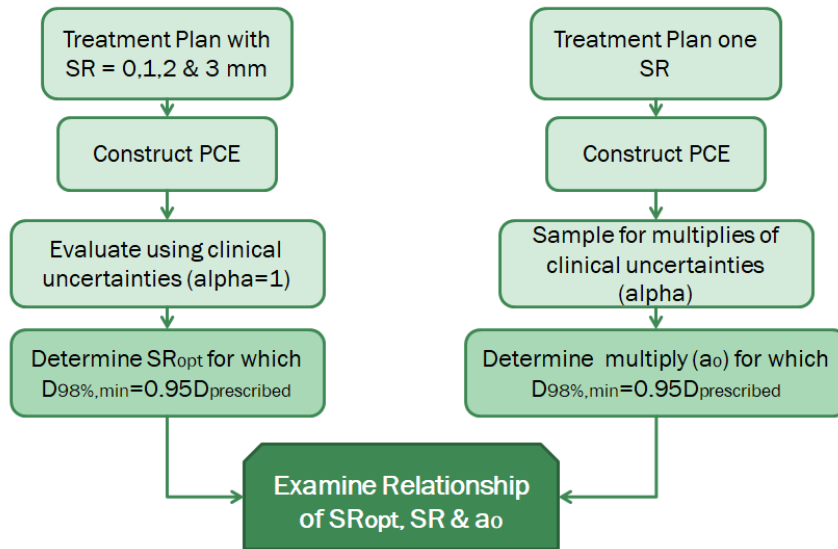 Treatment Plan with
SR = 0,1,2 & 3 mm
Construct PCE
Evaluate using clinical
uncertainties (alpha=1)
Determine SRopt for which
D98%,min=0.95Dprescribed
Treatment Plan one
SR
Construct PCE
Sample for multiplies of
clinical uncertainties
(alpha)
Determine multiply (a0) for which
D98%,min=0.95Dprescribed
Examine Relationship
of SRopt, SR & a0